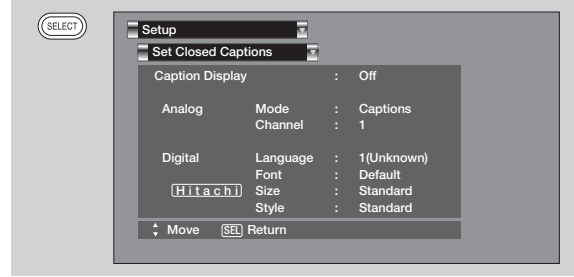 SELECT
Setup
Set Closed Captions
Caption Display : Off
Analog Mode : Captions
Channel : 1
Digital Language : 1(Unknown)
Font : Default
Hitachi Size : Standard
Style : Standard
Move SEL Return